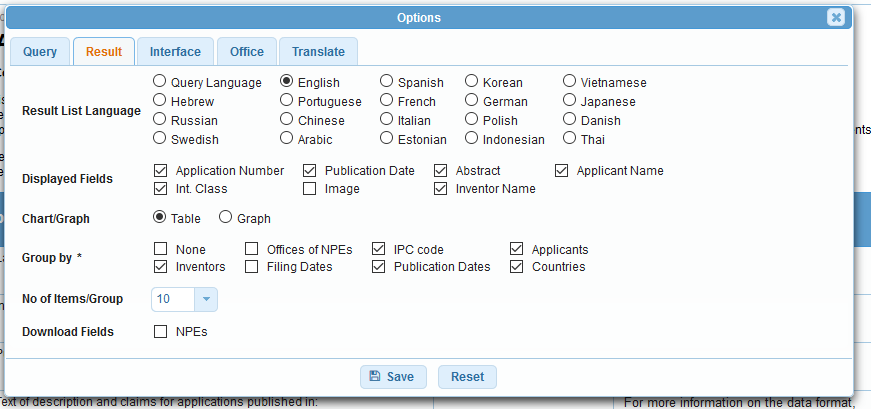 Options
Query Result Interface Office Translate
Result List Language
Query Language English Spanish Korean Vietnamese
Hebrew Portuguese French German Japanese
Russian Chinese Italian Polish Danish
Swedish Arabic Estonian Indonesian Thai
Displayed Fields
Application Number Publication Date Abstract Applicant Name
Int. Class Image Inventor Name
Chart/Graph Table Graph
Group by *
None Offices of NPEs IPC code Applicants
Inventors Filing Dates Publication Dates Countries
No of Items/Group 10
Download Fields NPEs
Save Reset
ext of description and claims for applications published in: For more information on the data format,